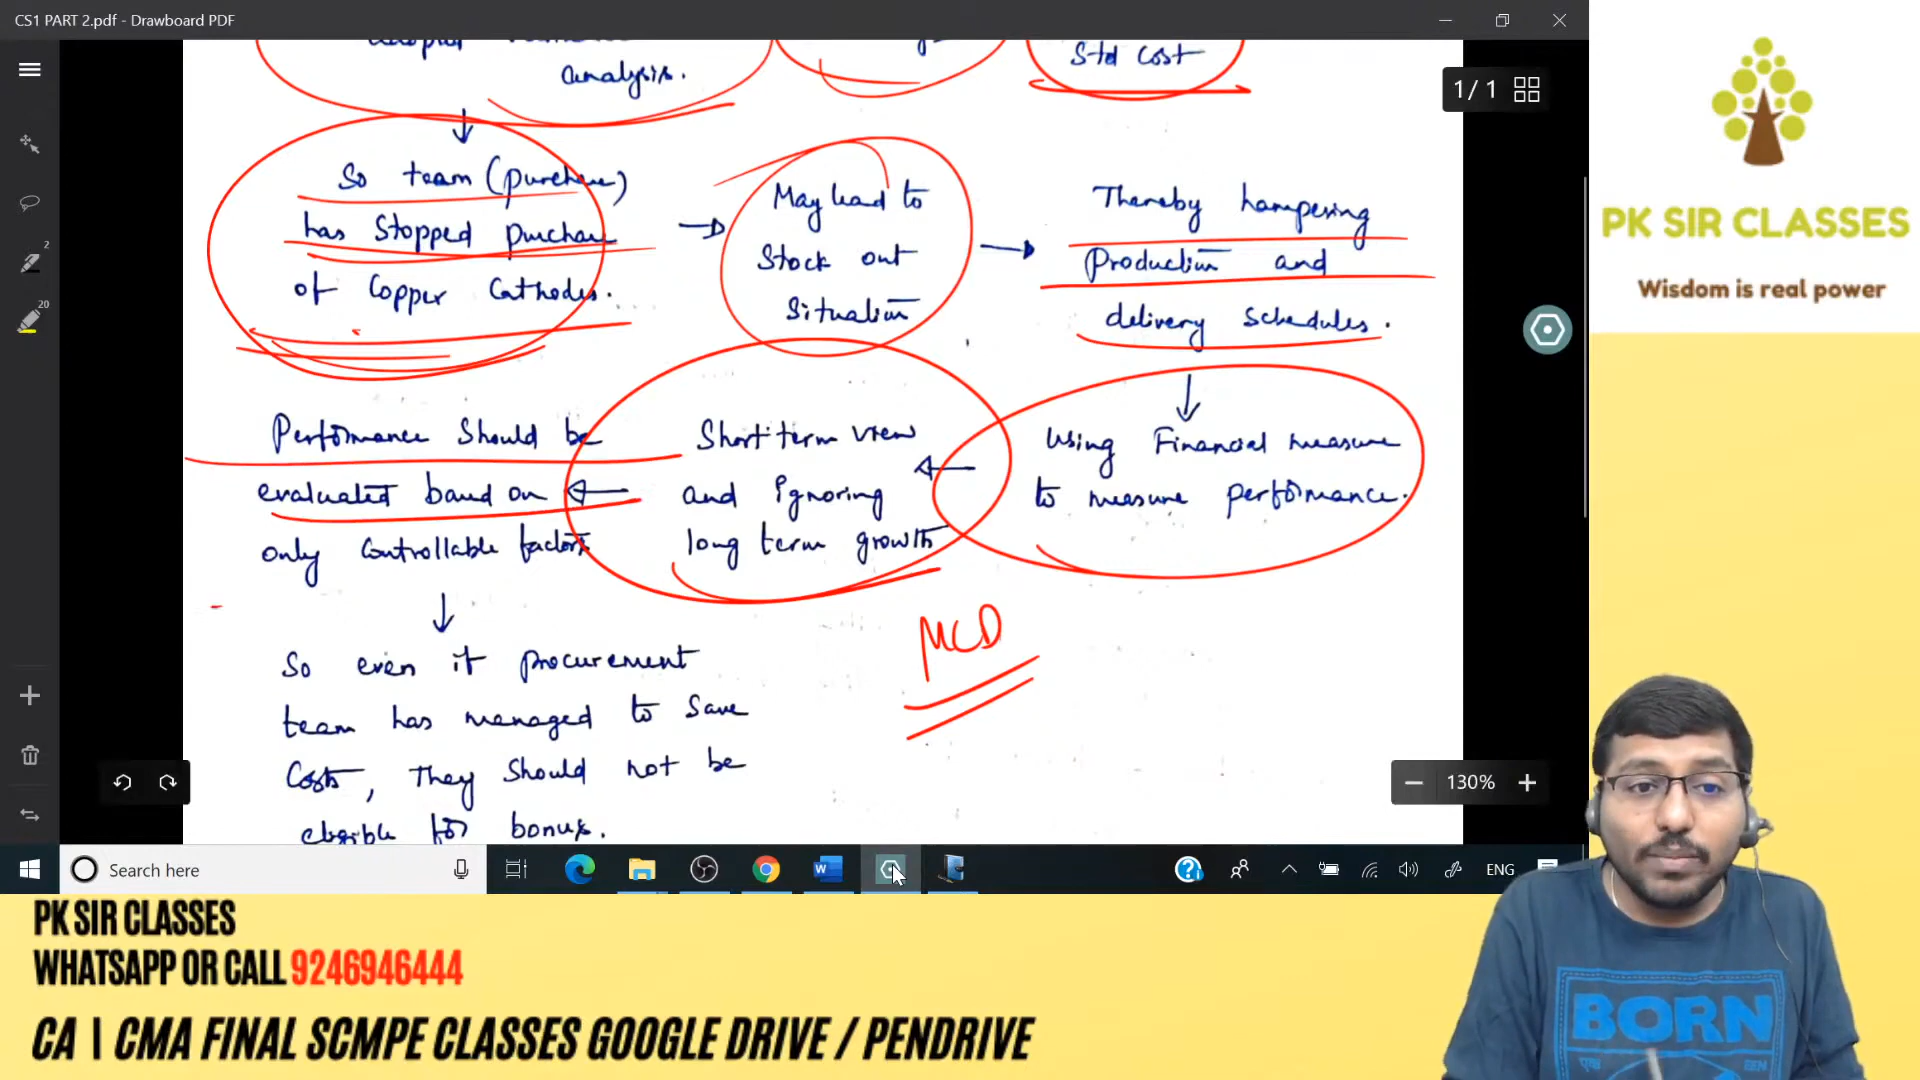 CS1 PART 2.pdf - Drawboard PDF
analysis.
Std Cost
1 / 1
So team (purchase)
has Stopped purchase
of Copper Cathodes.
May lead to
Stock out
Situation
Thereby hampering
Production and
delivery Schedules.
Using Financial measure
to measure performance.
Short term view
and ignoring
long term growth
Performance Should be
evaluated based on
only Controllable factors
So even if procurement
team has managed to Save
Costs, They Should not be
eligible for bonus.
MCD
2
20
130%
Search here
ENG
PK SIR CLASSES
Wisdom is real power
PK SIR CLASSES
WHATSAPP OR CALL 9246946444
CA \ CMA FINAL SCMPE CLASSES GOOGLE DRIVE / PENDRIVE
BORN